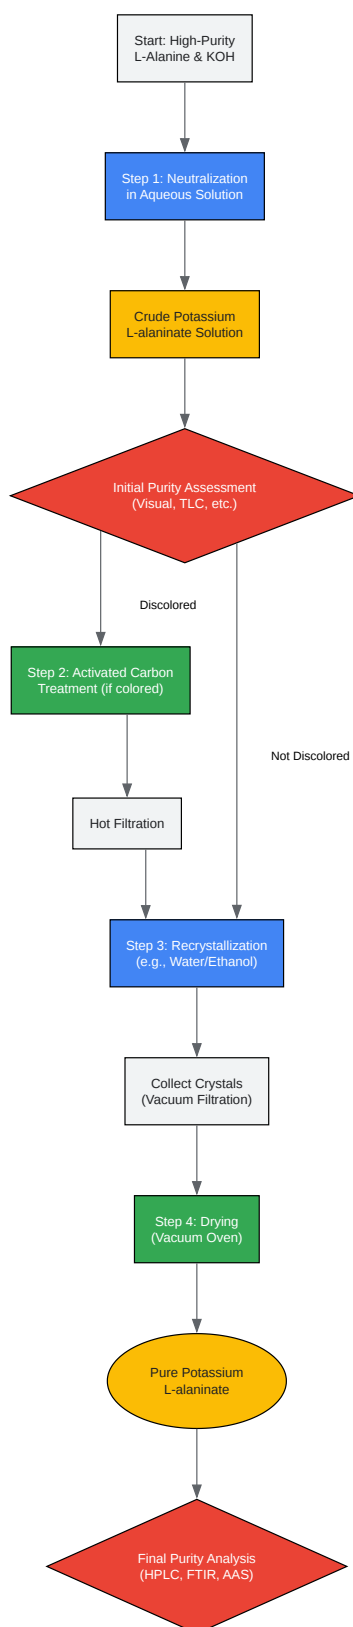 Start: High-Purity
L-Alanine & KOH
Step 1: Neutralization
in Aqueous Solution
Crude Potassium
L-alaninate Solution
Initial Purity Assessment
(Visual, TLC, etc.)
Discolored
Step 2: Activated Carbon
Treatment (if colored)
Not Discolored
Hot Filtration
Step 3: Recrystallization
(e.g., Water/Ethanol)
Collect Crystals
(Vacuum Filtration)
Step 4: Drying
(Vacuum Oven)
Pure Potassium
L-alaninate
Final Purity Analysis
(HPLC, FTIR, AAS)